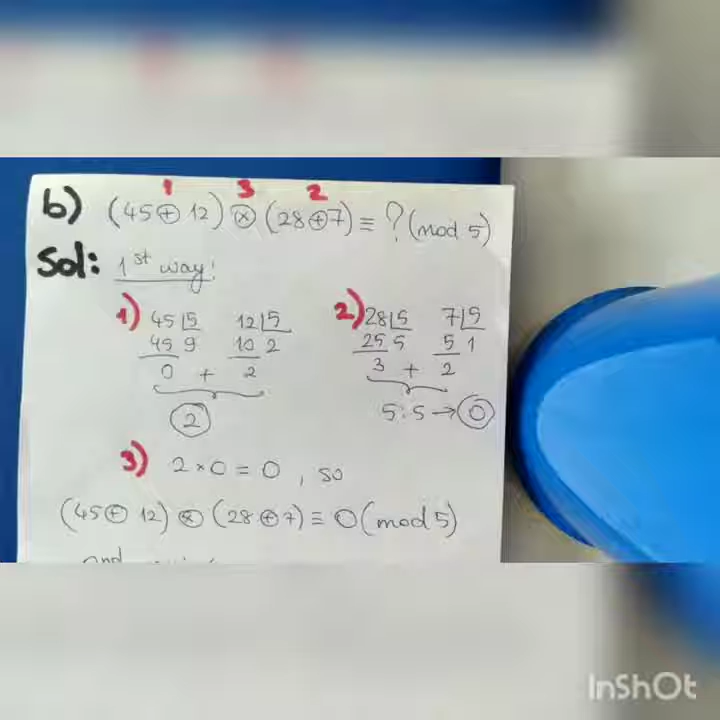 1 3 2
b) (45 ⊕ 12) ⊗ (28 ⊕ 7) ≡ ? (mod 5)
Sol: 1st way:
1) 45 5 12 5 2) 28 5 7 5
45 9 10 2 25 5 5 1
0 + 2 3 + 2
2 5:5 → 0
3) 2 × 0 = 0 , so
(45 ⊕ 12) ⊗ (28 ⊕ 7) ≡ 0 (mod 5)
and
InShOt